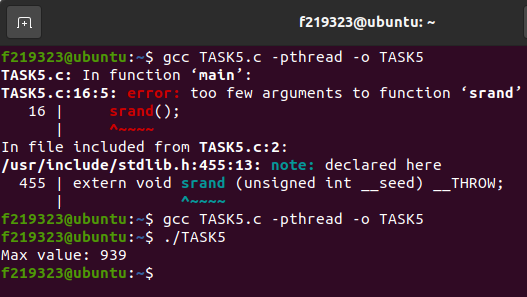 f219323@ubuntu: ~
f219323@ubuntu:~$ gcc TASK5.c -pthread -o TASK5
TASK5.c: In function ‘main’:
TASK5.c:16:5: error: too few arguments to function ‘srand’
   16 |     srand();
      |     ^~~~~
In file included from TASK5.c:2:
/usr/include/stdlib.h:455:13: note: declared here
  455 | extern void srand (unsigned int __seed) __THROW;
      |             ^~~~~
f219323@ubuntu:~$ gcc TASK5.c -pthread -o TASK5
f219323@ubuntu:~$ ./TASK5
Max value: 939
f219323@ubuntu:~$